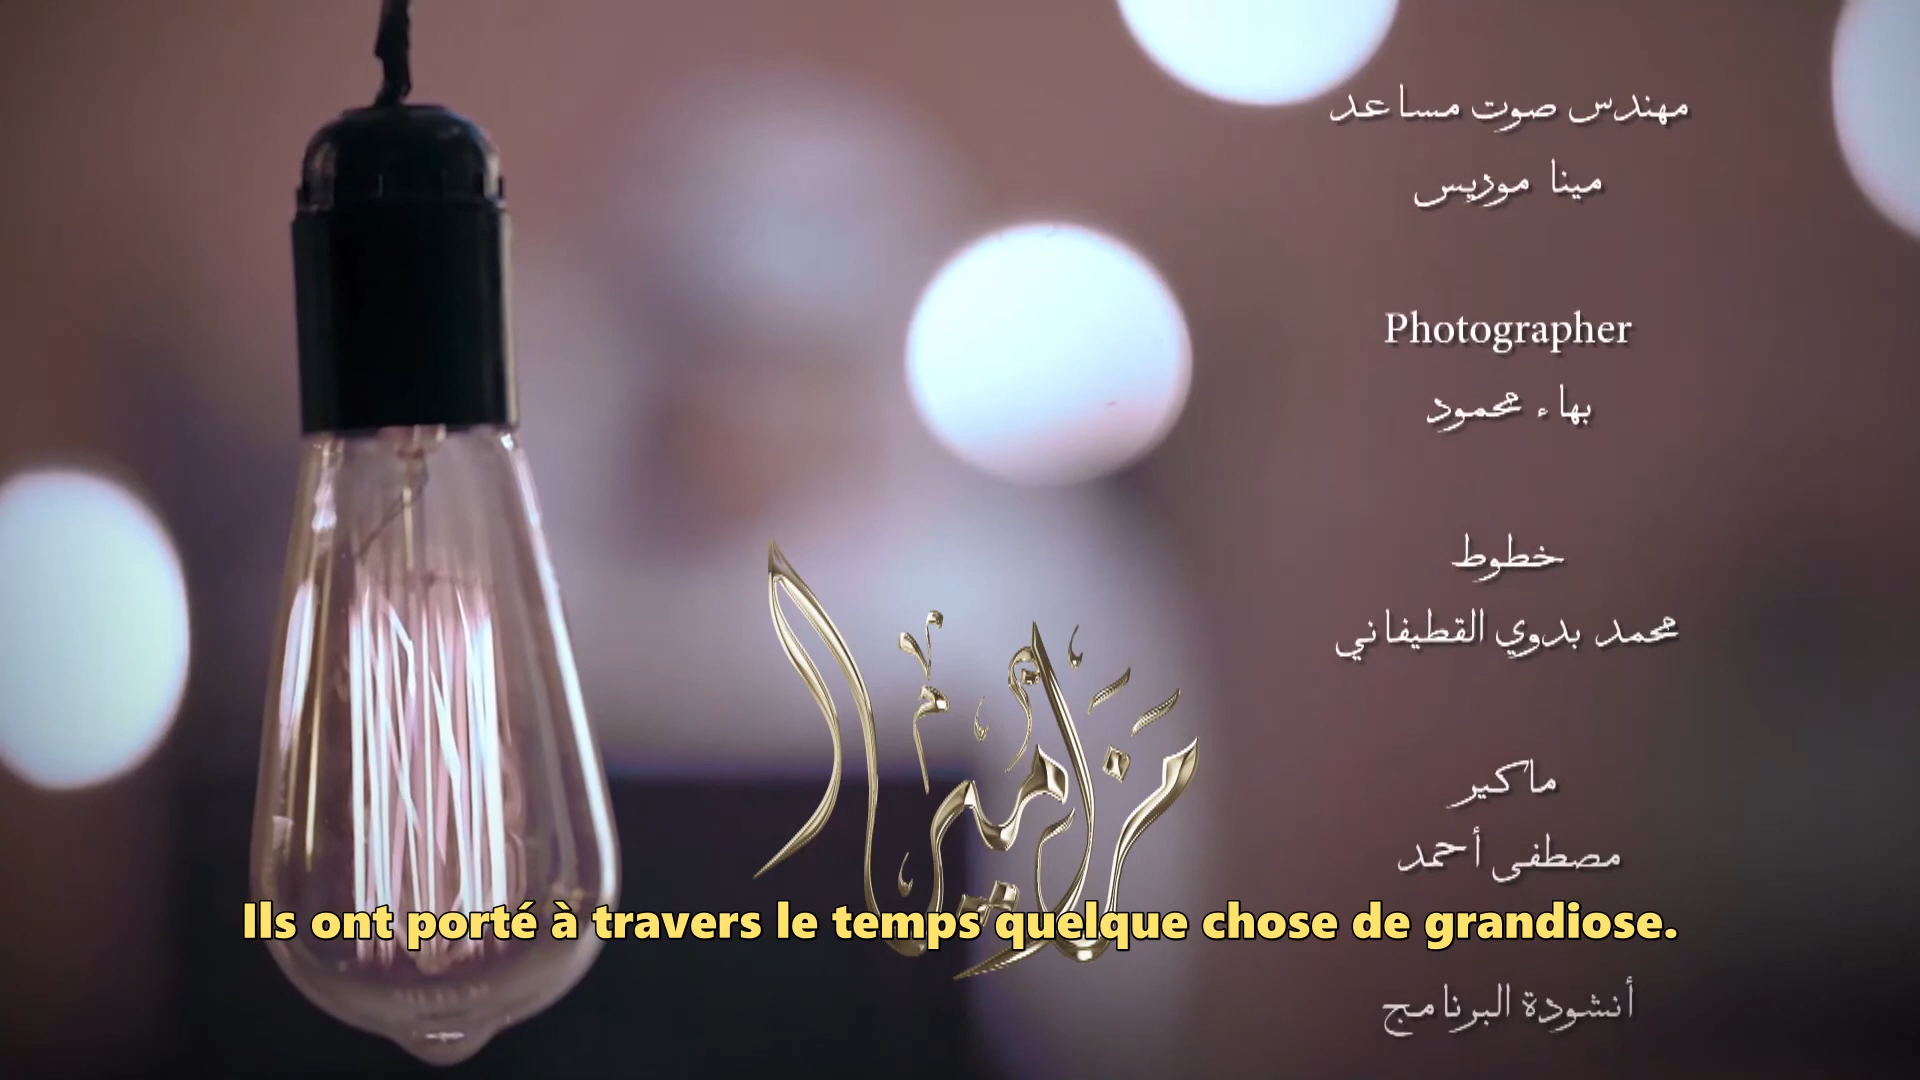 مهندس صوت مساعد
مينا موريس
Photographer
بهاء محمود
خطوط
محمد بدوي القطيفاني
ماكير
مصطفى أحمد
Ils ont porté à travers le temps quelque chose de grandiose.
أنشودة البرنامج